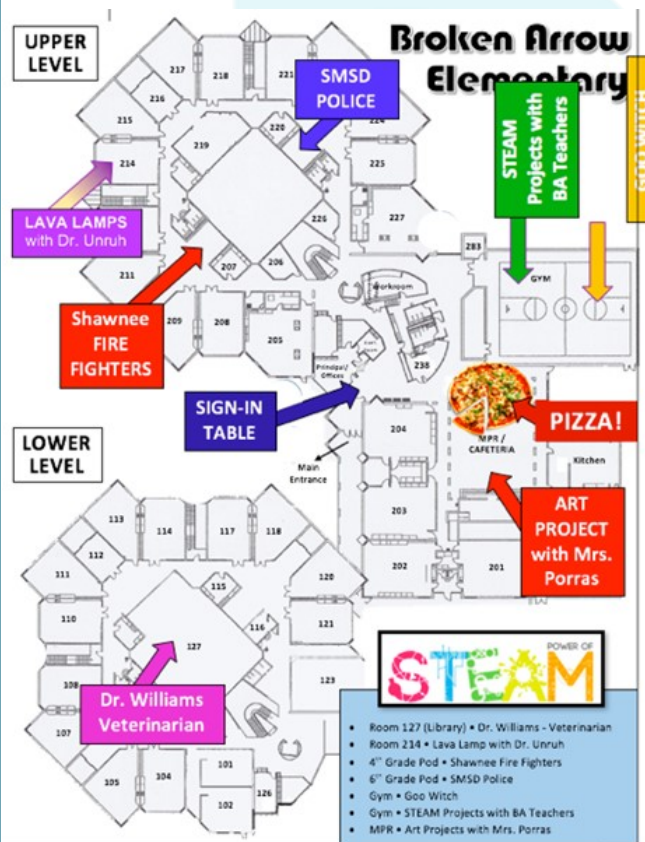 UPPER
LEVEL
Broken Arrow
Elementary
SMSD
POLICE
STEAM
Projects with
BA Teachers
GOO WITCH
217
218
221
216
215
220
224
219
214
225
LAVA LAMPS
with Dr. Unruh
226
227
211
207
206
283
GYM
Workroom
Shawnee
FIRE
FIGHTERS
209
208
205
Principal/
Offices
238
SIGN-IN
TABLE
PIZZA!
204
MPR /
CAFETERIA
Kitchen
LOWER
LEVEL
Main
Entrance
ART
PROJECT
with Mrs.
Porras
203
202
201
113
114
117
118
112
111
115
120
110
116
121
127
108
123
Dr. Williams
Veterinarian
107
105
104
101
102
126
POWER OF
STEAM
• Room 127 (Library) • Dr. Williams - Veterinarian
• Room 214 • Lava Lamp with Dr. Unruh
• 4th Grade Pod • Shawnee Fire Fighters
• 6th Grade Pod • SMSD Police
• Gym • Goo Witch
• Gym • STEAM Projects with BA Teachers
• MPR • Art Projects with Mrs. Porras